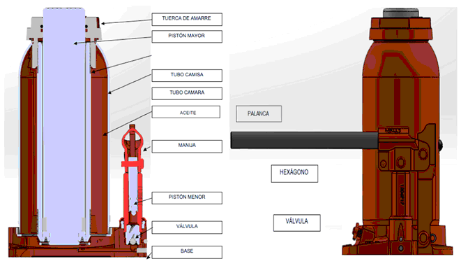 TUERCA DE AMARRE
PISTÓN MAYOR
TUBO CAMISA
TUBO CAMARA
ACEITE
MANIJA
PISTÓN MENOR
VÁLVULA
BASE
PALANCA
HEXÁGONO
VÁLVULA